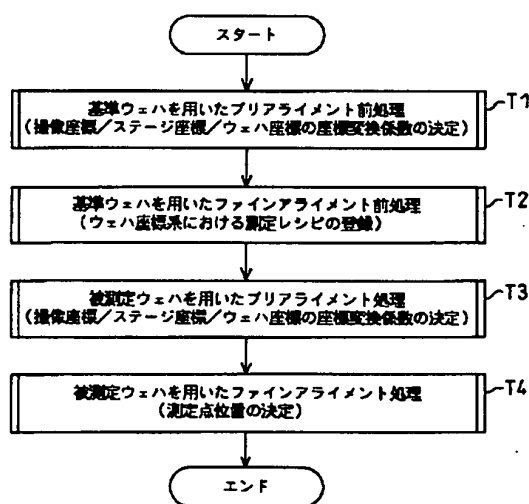 スタート
基準ウェハを用いたプリアライメント前処理
(撮像座標/ステージ座標/ウェハ座標の座標変換係数の決定)
T1
基準ウェハを用いたファインアライメント前処理
(ウェハ座標系における測定レシピの登録)
T2
被測定ウェハを用いたプリアライメント処理
(撮像座標/ステージ座標/ウェハ座標の座標変換係数の決定)
T3
被測定ウェハを用いたファインアライメント処理
(測定点位置の決定)
T4
エンド